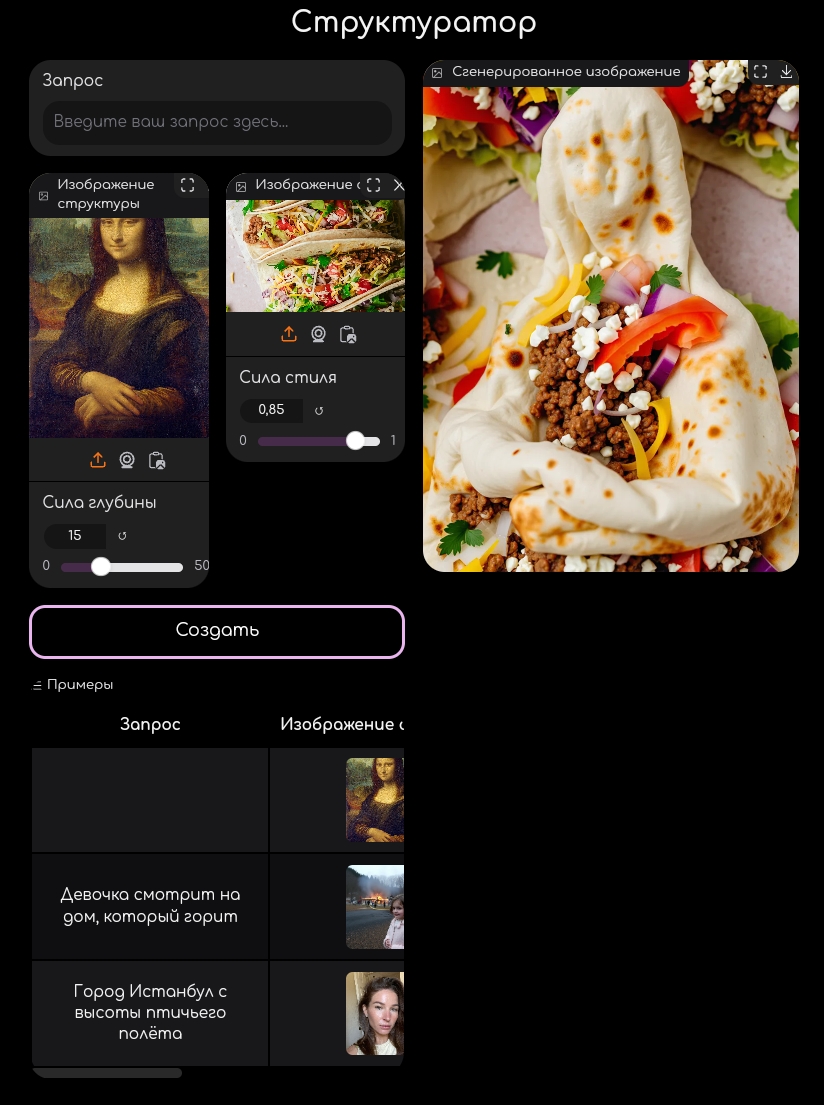 Структуратор
Запрос
Введите ваш запрос здесь...
Изображение
структуры
Сила глубины
15
0
50
Изображение с
Сила стиля
0,85
0
1
Создать
Примеры
Запрос
Изображение с
Девочка смотрит на
дом, который горит
Город Истанбул с
высоты птичьего
полёта
Сгенерированное изображение